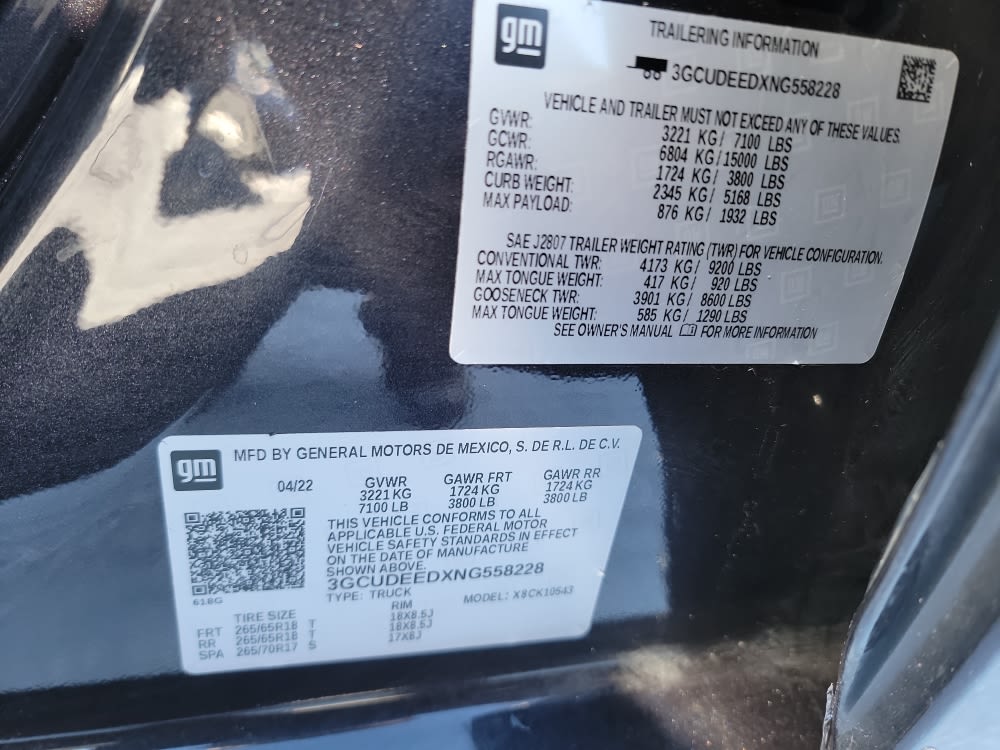 gm
TRAILERING INFORMATION
3GCUDEEDXNG558228
VEHICLE AND TRAILER MUST NOT EXCEED ANY OF THESE VALUES.
GVWR: 3221 KG/ 7100 LBS
GCWR: 6804 KG/15000 LBS
RGAWR: 1724 KG/ 3800 LBS
CURB WEIGHT: 2345 KG/ 5168 LBS
MAX PAYLOAD: 876 KG/ 1932 LBS
SAE J2807 TRAILER WEIGHT RATING (TWR) FOR VEHICLE CONFIGURATION.
CONVENTIONAL TWR: 4173 KG/ 9200 LBS
MAX TONGUE WEIGHT: 417 KG/ 920 LBS
GOOSENECK TWR: 3901 KG/ 8600 LBS
MAX TONGUE WEIGHT: 585 KG/ 1290 LBS
SEE OWNER'S MANUAL FOR MORE INFORMATION
gm
MFD BY GENERAL MOTORS DE MEXICO, S. DE R.L. DE C.V.
04/22 GVWR GAWR FRT GAWR RR
3221 KG 1724 KG 1724 KG
7100 LB 3800 LB 3800 LB
THIS VEHICLE CONFORMS TO ALL
APPLICABLE U.S. FEDERAL MOTOR
VEHICLE SAFETY STANDARDS IN EFFECT
ON THE DATE OF MANUFACTURE
SHOWN ABOVE.
3GCUDEEDXNG558228
618G
TYPE: TRUCK MODEL: X8CK10543
TIRE SIZE RIM
FRT 265/65R18 T 18X8.5J
RR 265/65R18 T 18X8.5J
SPA 265/70R17 S 17X8J